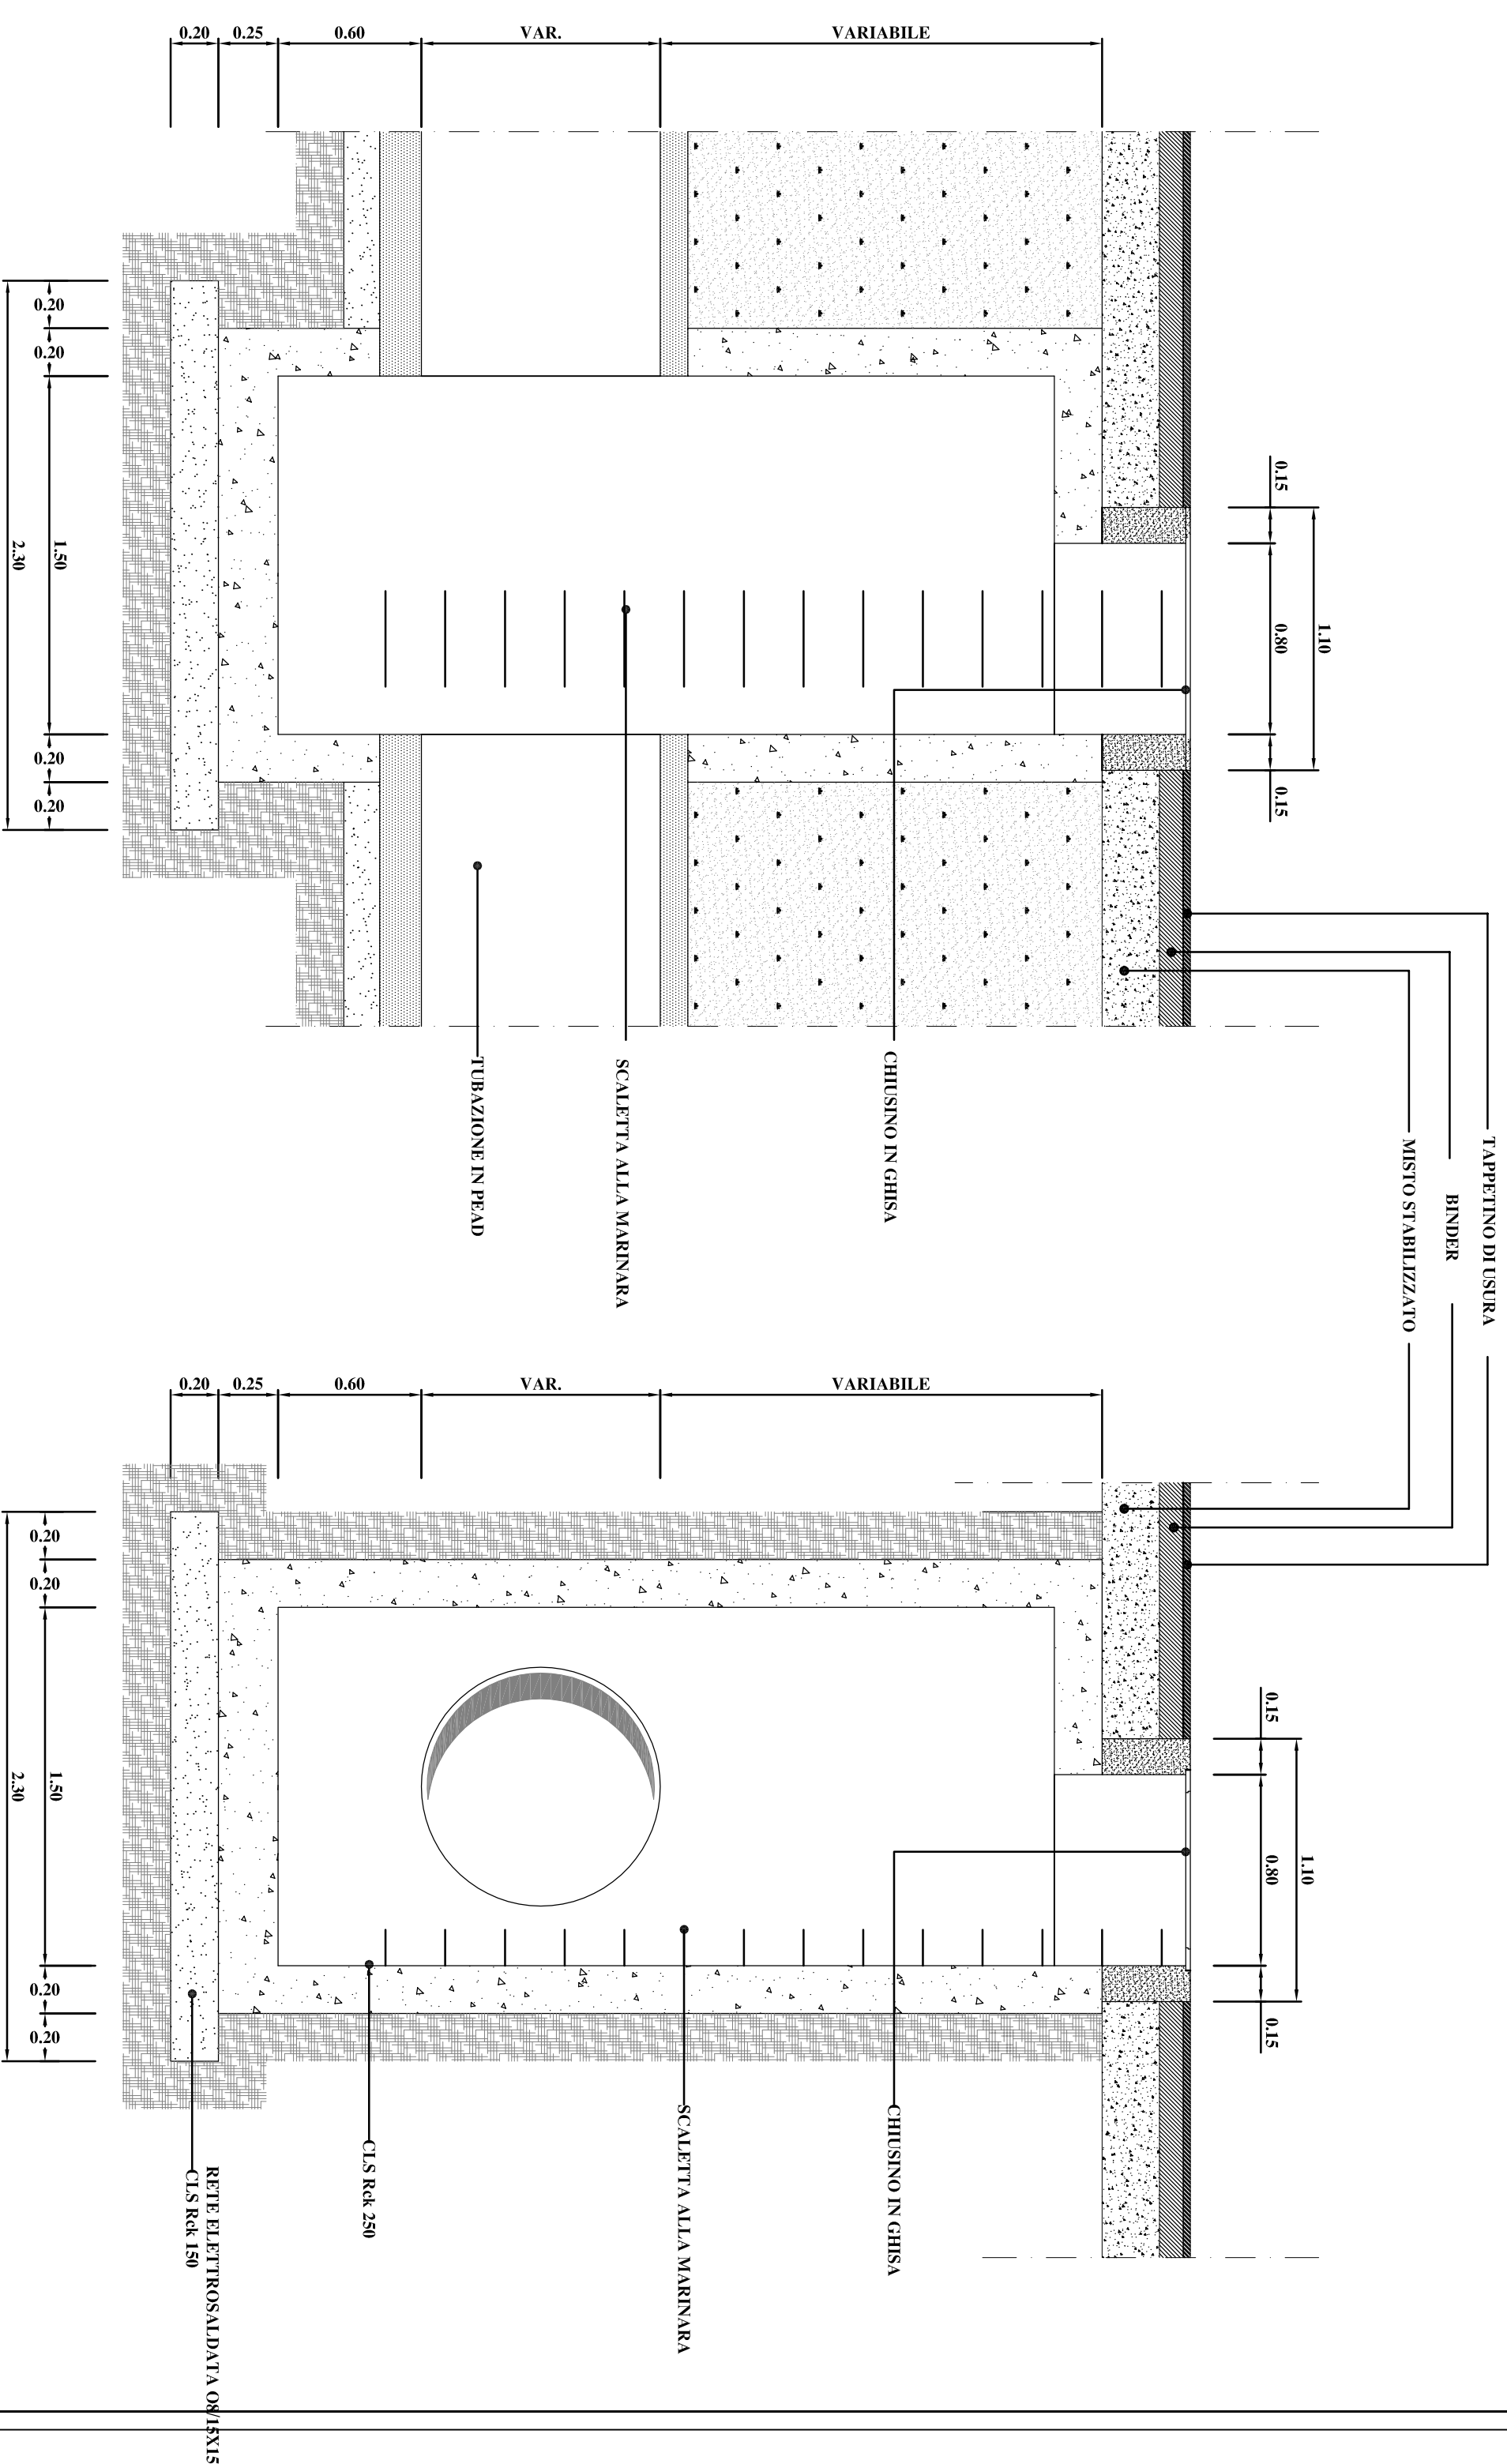 0.20
0.25
0.60
VAR.
VARIABILE
0.20
0.20
1.50
0.20
0.20
2.30
0.15
0.80
0.15
1.10
TAPPETINO DI USURA
BINDER
MISTO STABILIZZATO
CHIUSINO IN GHISA
SCALETTA ALLA MARINARA
TUBAZIONE IN PEAD
0.20
0.25
0.60
VAR.
VARIABILE
0.20
0.20
1.50
0.20
0.20
2.30
0.15
0.80
0.15
1.10
CHIUSINO IN GHISA
SCALETTA ALLA MARINARA
CLS Rck 250
RETE ELETTROSALDATA O8/15X15
CLS Rck 150